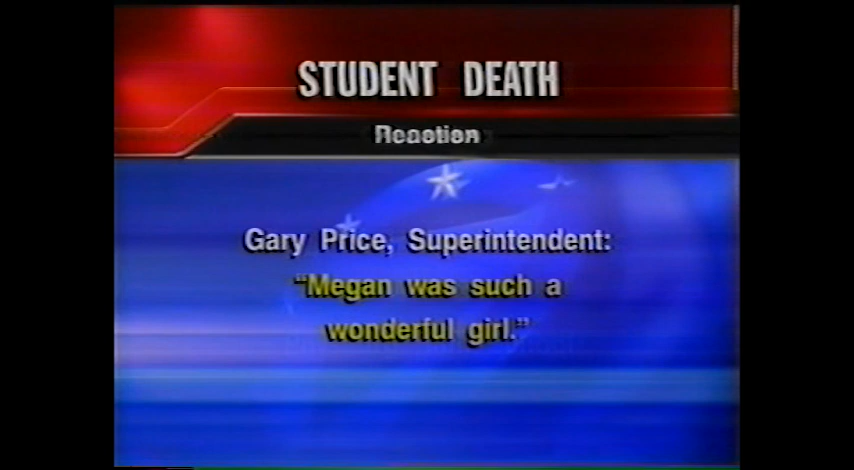 STUDENT DEATH
Reaction
Gary Price, Superintendent:
“Megan was such a
wonderful girl.”